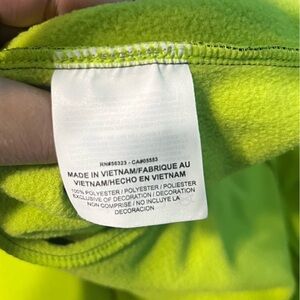 RN#56323 - CA#05553
MADE IN VIETNAM/FABRIQUE AU
VIETNAM/HECHO EN VIETNAM
100% POLYESTER / POLYESTER / POLIESTER
EXCLUSIVE OF DECORATION / DECORATION
NON COMPRISE / NO INCLUYE LA
DECORACION